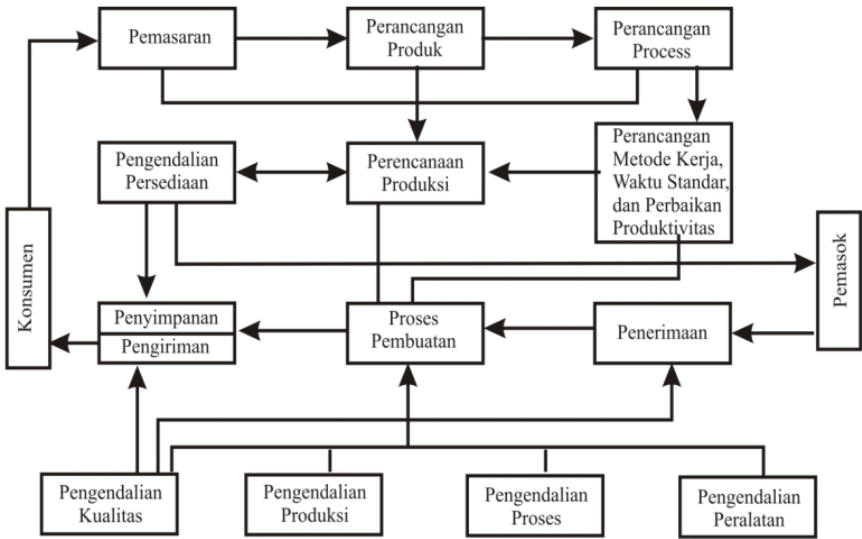 Pemasaran
Perancangan
Produk
Perancangan
Process
Pengendalian
Persediaan
Perencanaan
Produksi
Perancangan
Metode Kerja,
Waktu Standar,
dan Perbaikan
Produktivitas
Konsumen
Pemasok
Penyimpanan
Pengiriman
Proses
Pembuatan
Penerimaan
Pengendalian
Kualitas
Pengendalian
Produksi
Pengendalian
Proses
Pengendalian
Peralatan